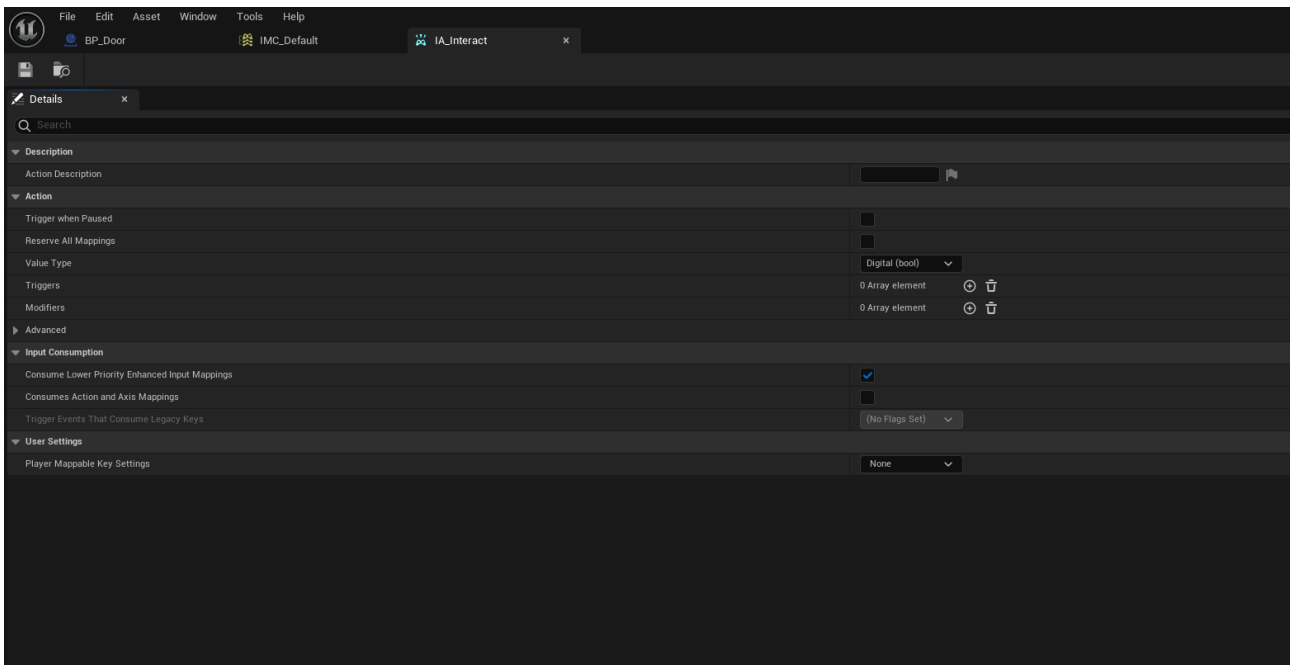 File Edit Asset Window Tools Help
BP_Door IMC_Default IA_Interact
Details
Search
Description
Action Description
Action
Trigger when Paused
Reserve All Mappings
Value Type Digital (bool)
Triggers 0 Array element
Modifiers 0 Array element
Advanced
Input Consumption
Consume Lower Priority Enhanced Input Mappings
Consumes Action and Axis Mappings
Trigger Events That Consume Legacy Keys (No Flags Set)
User Settings
Player Mappable Key Settings None